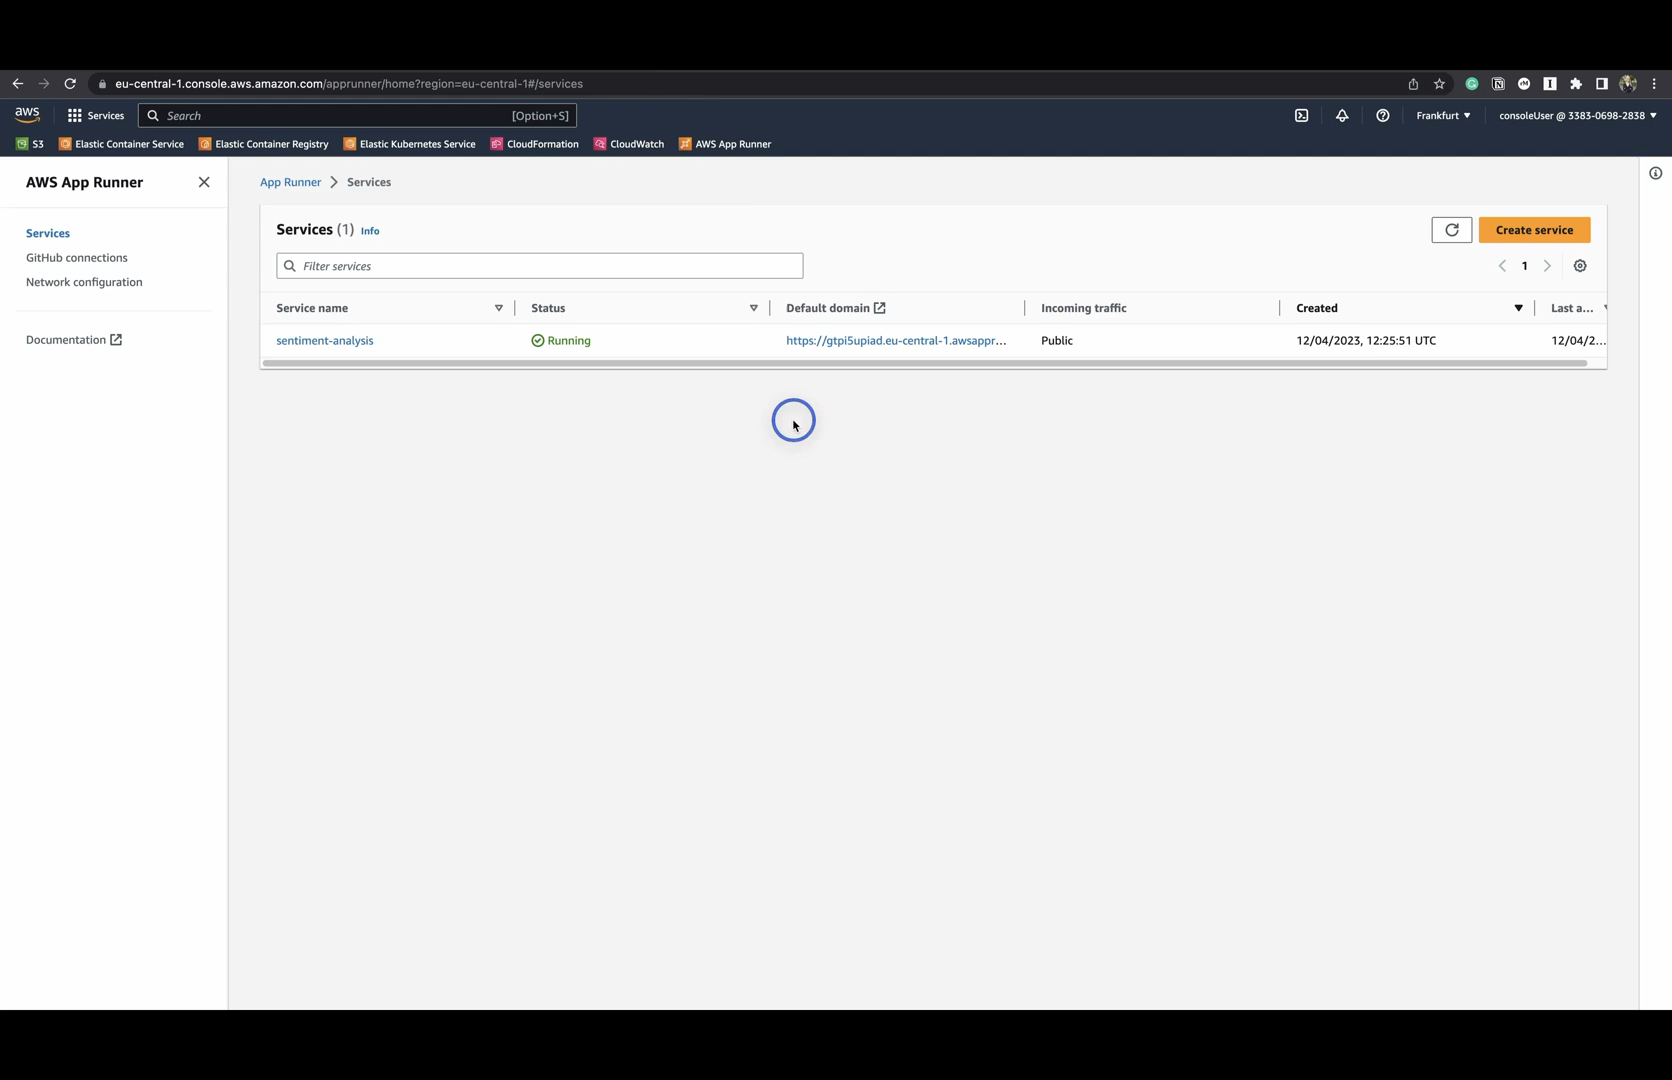 eu-central-1.console.aws.amazon.com/apprunner/home?region=eu-central-1#/services
aws Services Search [Option+S] Frankfurt consoleUser @ 3383-0698-2838
S3 Elastic Container Service Elastic Container Registry Elastic Kubernetes Service CloudFormation CloudWatch AWS App Runner
AWS App Runner
Services
GitHub connections
Network configuration
Documentation
App Runner Services
Services (1) Info
Create service
Filter services
1
Service name Status Default domain Incoming traffic Created Last a...
sentiment-analysis Running https://gtpi5upiad.eu-central-1.awsappr... Public 12/04/2023, 12:25:51 UTC 12/04/2...